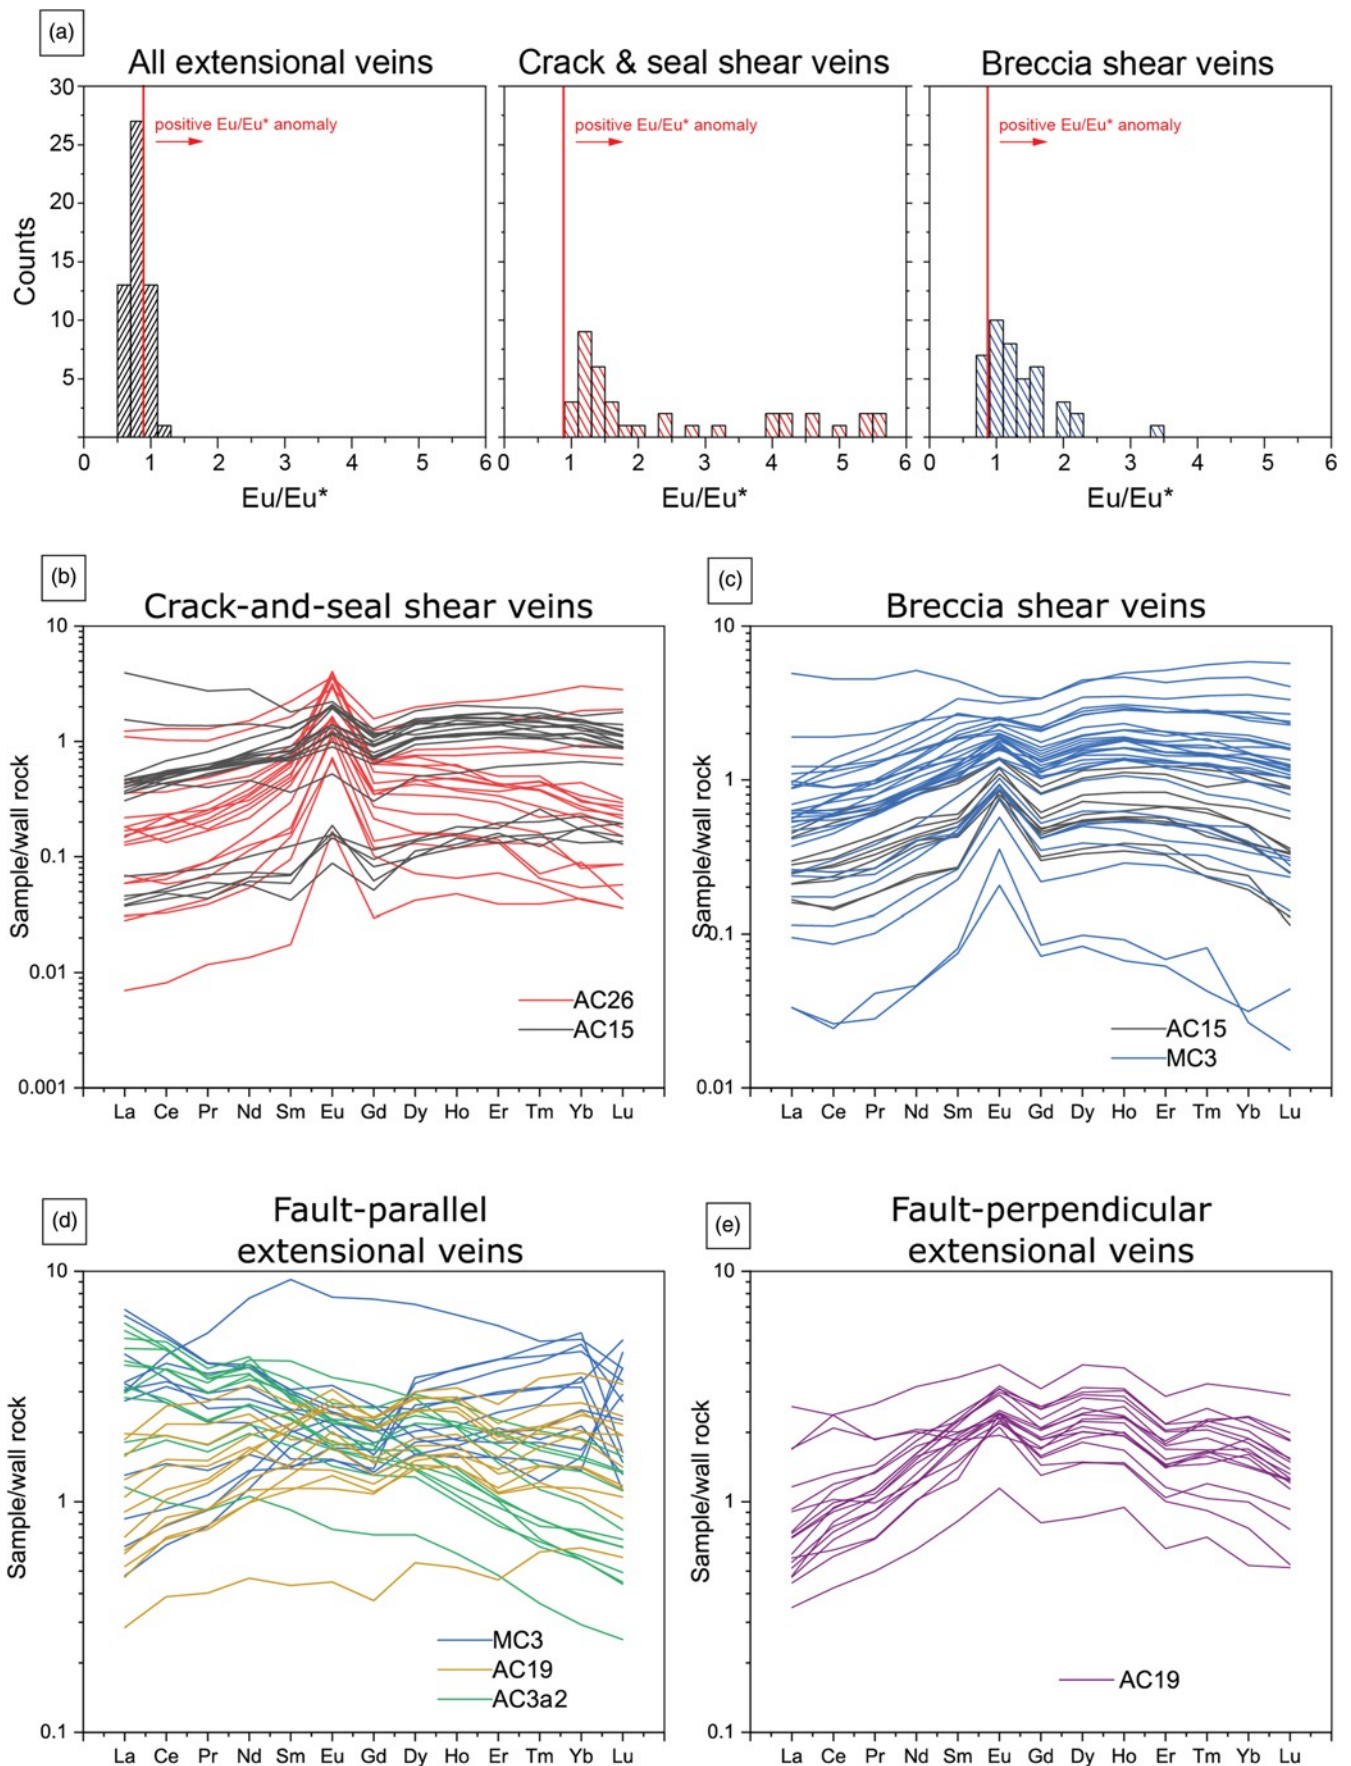 (a)
All extensional veins
Crack & seal shear veins
Breccia shear veins
30
25
20
15
10
5
Counts
positive Eu/Eu* anomaly
positive Eu/Eu* anomaly
positive Eu/Eu* anomaly
0 1 2 3 4 5 6
0 1 2 3 4 5 6
0 1 2 3 4 5 6
Eu/Eu*
Eu/Eu*
Eu/Eu*
(b)
Crack-and-seal shear veins
10
1
0.1
0.01
0.001
Sample/wall rock
AC26
AC15
La Ce Pr Nd Sm Eu Gd Dy Ho Er Tm Yb Lu
(c)
Breccia shear veins
10
1
0.1
0.01
Sample/wall rock
AC15
MC3
La Ce Pr Nd Sm Eu Gd Dy Ho Er Tm Yb Lu
(d)
Fault-parallel
extensional veins
10
1
0.1
Sample/wall rock
MC3
AC19
AC3a2
La Ce Pr Nd Sm Eu Gd Dy Ho Er Tm Yb Lu
(e)
Fault-perpendicular
extensional veins
10
1
0.1
Sample/wall rock
AC19
La Ce Pr Nd Sm Eu Gd Dy Ho Er Tm Yb Lu